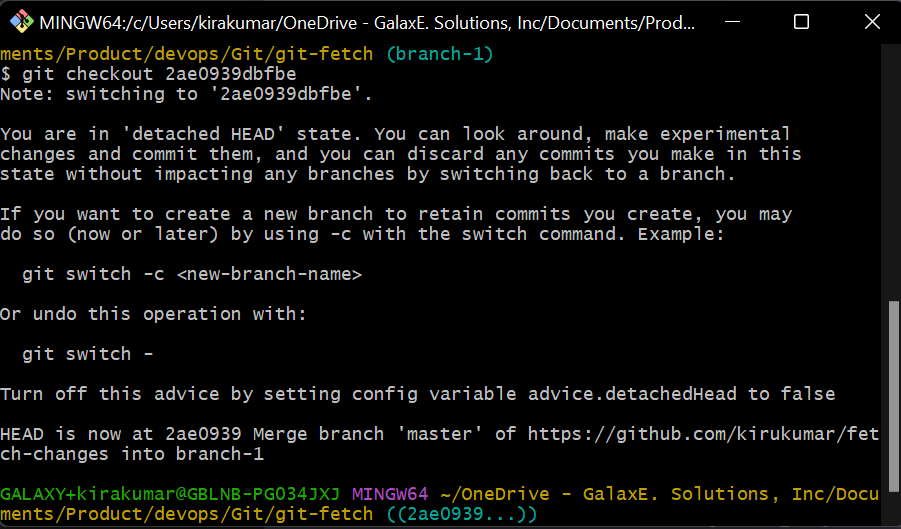 MINGW64:/c/Users/kirakumar/OneDrive - GalaxE. Solutions, Inc/Documents/Prod...
ments/Product/devops/Git/git-fetch (branch-1)
$ git checkout 2ae0939dbfbe
Note: switching to '2ae0939dbfbe'.
You are in 'detached HEAD' state. You can look around, make experimental
changes and commit them, and you can discard any commits you make in this
state without impacting any branches by switching back to a branch.
If you want to create a new branch to retain commits you create, you may
do so (now or later) by using -c with the switch command. Example:
git switch -c <new-branch-name>
Or undo this operation with:
git switch -
Turn off this advice by setting config variable advice.detachedHead to false
HEAD is now at 2ae0939 Merge branch 'master' of https://github.com/kirukumar/fet
ch-changes into branch-1
GALAXY+kirakumar@GBLNB-PG034JXJ MINGW64 ~/OneDrive - GalaxE. Solutions, Inc/Docu
ments/Product/devops/Git/git-fetch ((2ae0939...))